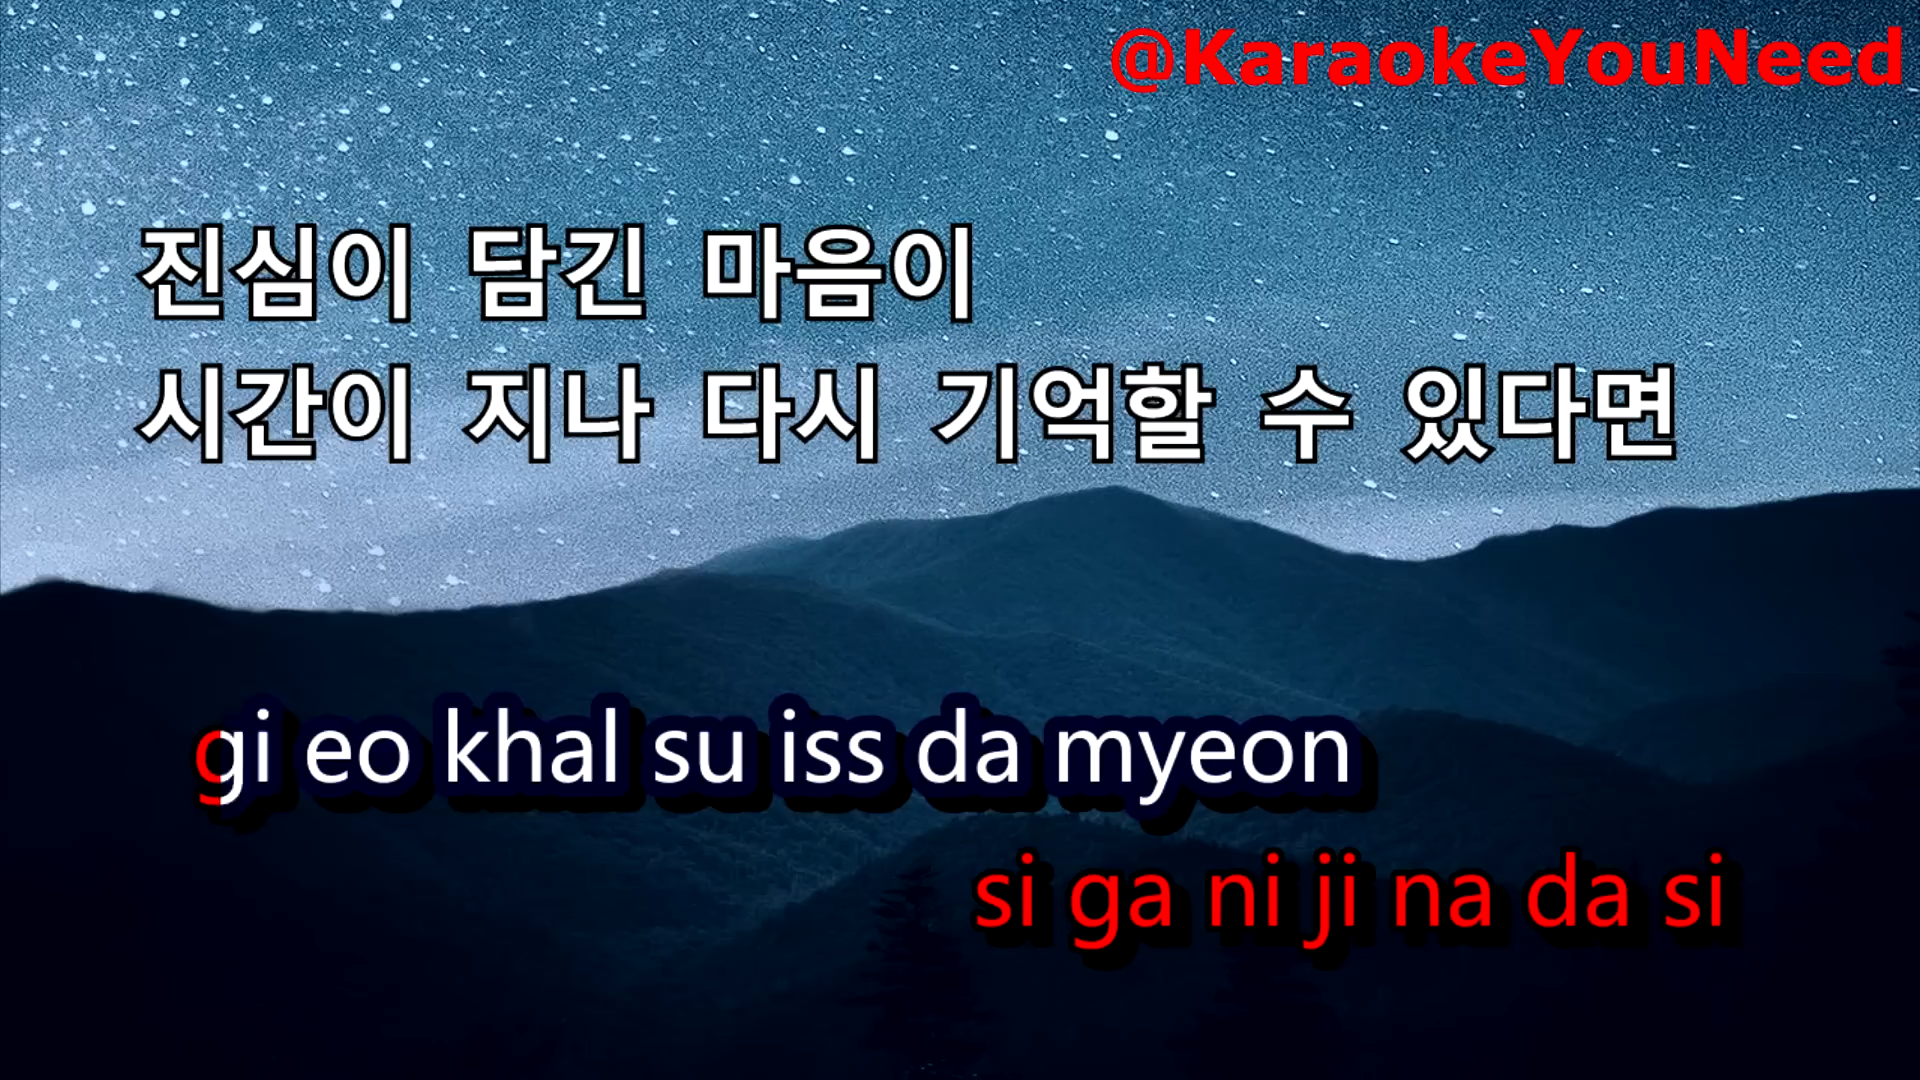 @KaraokeYouNeed
진심이 담긴 마음이
시간이 지나 다시 기억할 수 있다면
gi eo khal su iss da myeon
si ga ni ji na da si